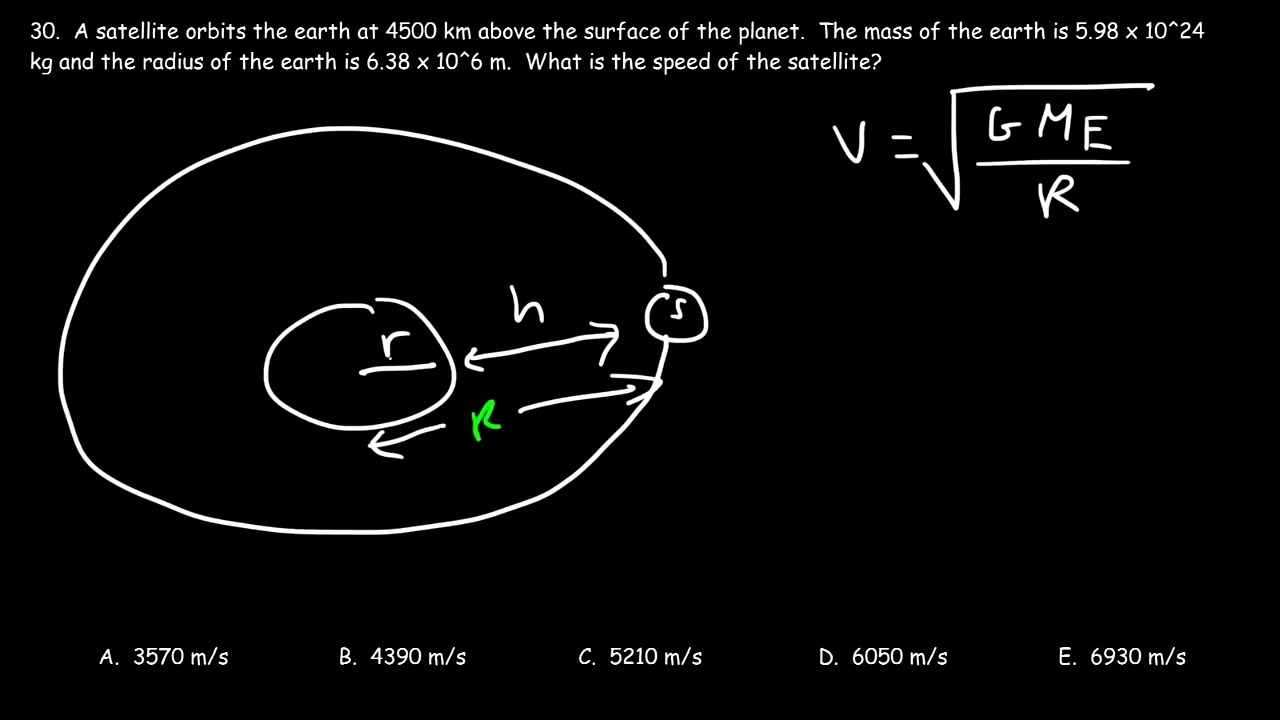 30. A satellite orbits the earth at 4500 km above the surface of the planet. The mass of the earth is 5.98 x 10^24
kg and the radius of the earth is 6.38 x 10^6 m. What is the speed of the satellite?
V = √(G M_E / R)
h
S
r
R
A. 3570 m/s B. 4390 m/s C. 5210 m/s D. 6050 m/s E. 6930 m/s